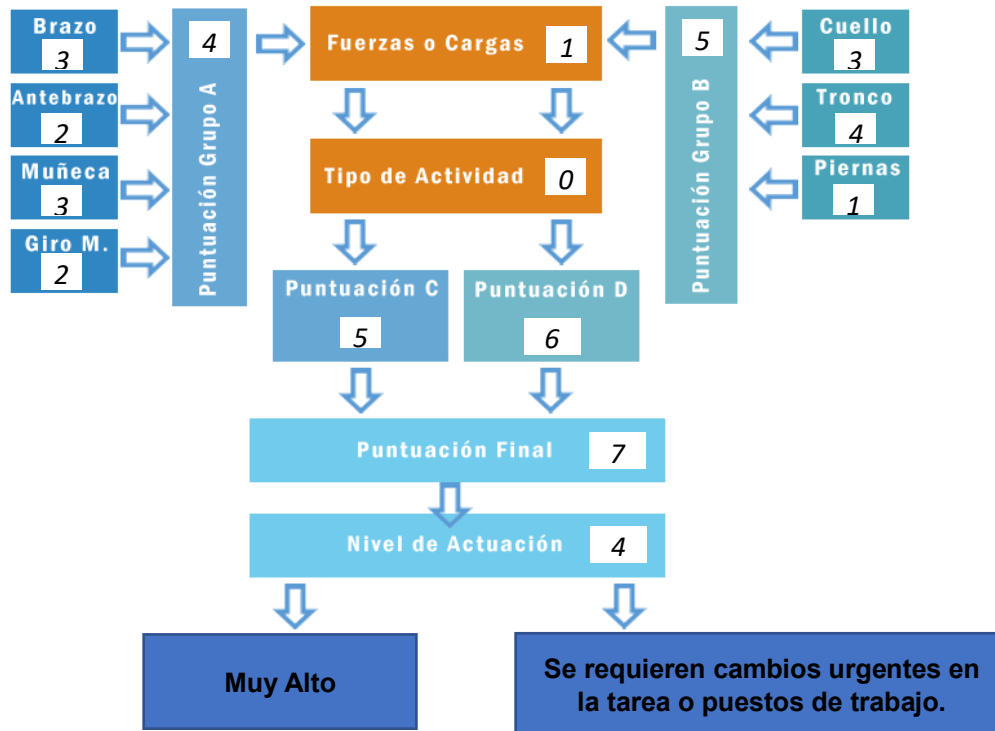 Brazo
3
Antebrazo
2
Muñeca
3
Giro M.
2
4
Puntuación Grupo A
Fuerzas o Cargas 1
Tipo de Actividad 0
5
Puntuación Grupo B
Cuello
3
Tronco
4
Piernas
1
Puntuación C
5
Puntuación D
6
Puntuación Final 7
Nivel de Actuación 4
Muy Alto
Se requieren cambios urgentes en
la tarea o puestos de trabajo.